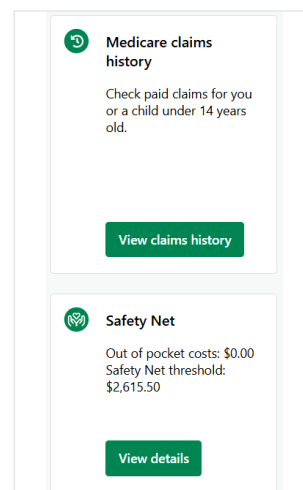 Medicare claims
history
Check paid claims for you
or a child under 14 years
old.
View claims history
Safety Net
Out of pocket costs: $0.00
Safety Net threshold:
$2,615.50
View details